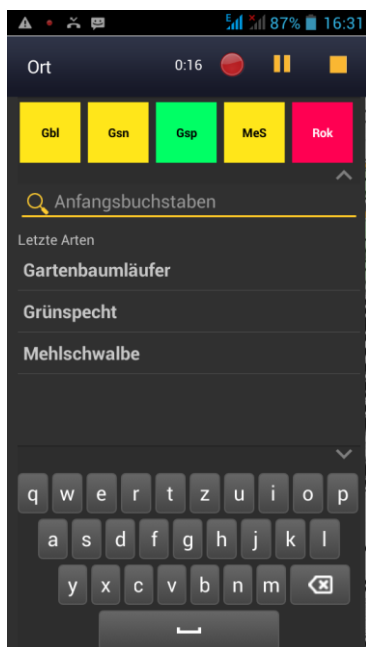 E 87% 16:31
Ort 0:16
Gbl Gsn Gsp MeS Rok
Anfangsbuchstaben
Letzte Arten
Gartenbaumläufer
Grünspecht
Mehlschwalbe
q w e r t z u i o p
a s d f g h j k l
y x c v b n m